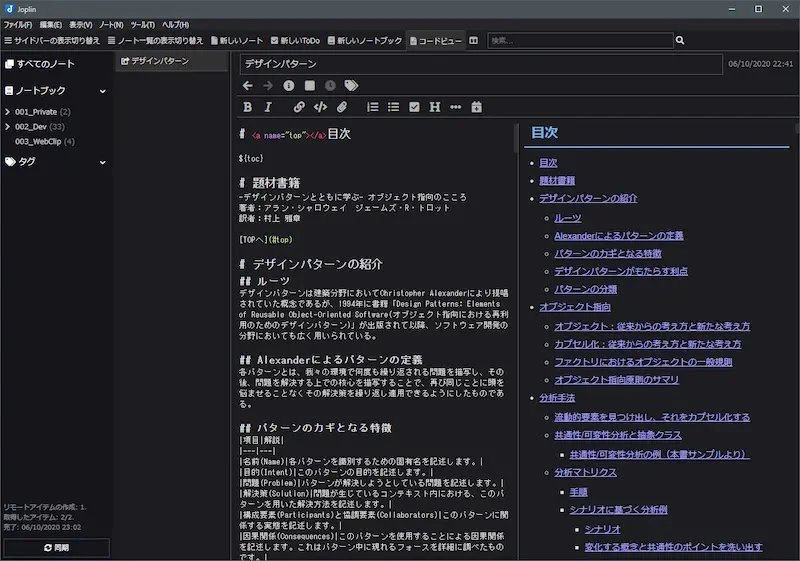 Joplin
ファイル(F) 編集(E) 表示(V) ノート(N) ツール(T) ヘルプ(H)
サイドバーの表示切り替え ノート一覧の表示切り替え 新しいノート 新しいToDo 新しいノートブック コードビュー 検索...
すべてのノート
ノートブック
001_Private (2)
002_Dev (33)
003_WebClip (4)
タグ
リモートアイテムの作成: 1.
取得したアイテム: 2/2.
完了: 06/10/2020 23:02
同期
デザインパターン
デザインパターン
06/10/2020 22:41
# <a name="top"></a>目次
${toc}
# 題材書籍
-デザインパターンとともに学ぶ- オブジェクト指向のこころ
著者：アラン・シャロウェイ　ジェームズ・R・トロット
訳者：村上 雅章
[TOPへ](#top)
# デザインパターンの紹介
## ルーツ
デザインパターンは建築分野においてChristopher Alexanderにより提唱
されていた概念であるが、1994年に書籍「Design Patterns: Elements
of Reusable Object-Oriented Software(オブジェクト指向における再利
用のためのデザインパターン)」が出版されて以降、ソフトウェア開発の
分野においても広く用いられている。
## Alexanderによるパターンの定義
各パターンとは、我々の環境で何度も繰り返される問題を描写し、その
後、問題を解決する上での核心を描写することで、再び同じことに頭を
悩ませることなくその解決策を繰り返し適用できるようにしたものであ
る。
## パターンのカギとなる特徴
|項目|解説|
|---|---|
|名前(Name)|各パターンを識別するための固有名を記述します。|
|目的(Intent)|このパターンの目的を記述します。|
|問題(Problem)|パターンが解決しようとしている問題を記述します。|
|解決策(Solution)|問題が生じているコンテキスト内における、このパ
ターンを用いた解決方法を記述します。|
|構成要素(Participants)と協調要素(Collaborators)|このパターンに関
係する実態を記述します。|
|因果関係(Consequences)|このパターンを使用することによる因果関係
を記述します。これはパターン中に現れるフォースを詳細に調べたもの
です。|
目次
目次
題材書籍
デザインパターンの紹介
ルーツ
Alexanderによるパターンの定義
パターンのカギとなる特徴
デザインパターンがもたらす利点
パターンの分類
オブジェクト指向
オブジェクト：従来からの考え方と新たな考え方
カプセル化：従来からの考え方と新たな考え方
ファクトリにおけるオブジェクトの一般規則
オブジェクト指向原則のサマリ
分析手法
流動的要素を見つけ出し、それをカプセル化する
共通性/可変性分析と抽象クラス
共通性/可変性分析の例（本書サンプルより）
分析マトリクス
手順
シナリオに基づく分析例
シナリオ
変化する概念と共通性のポイントを洗い出す